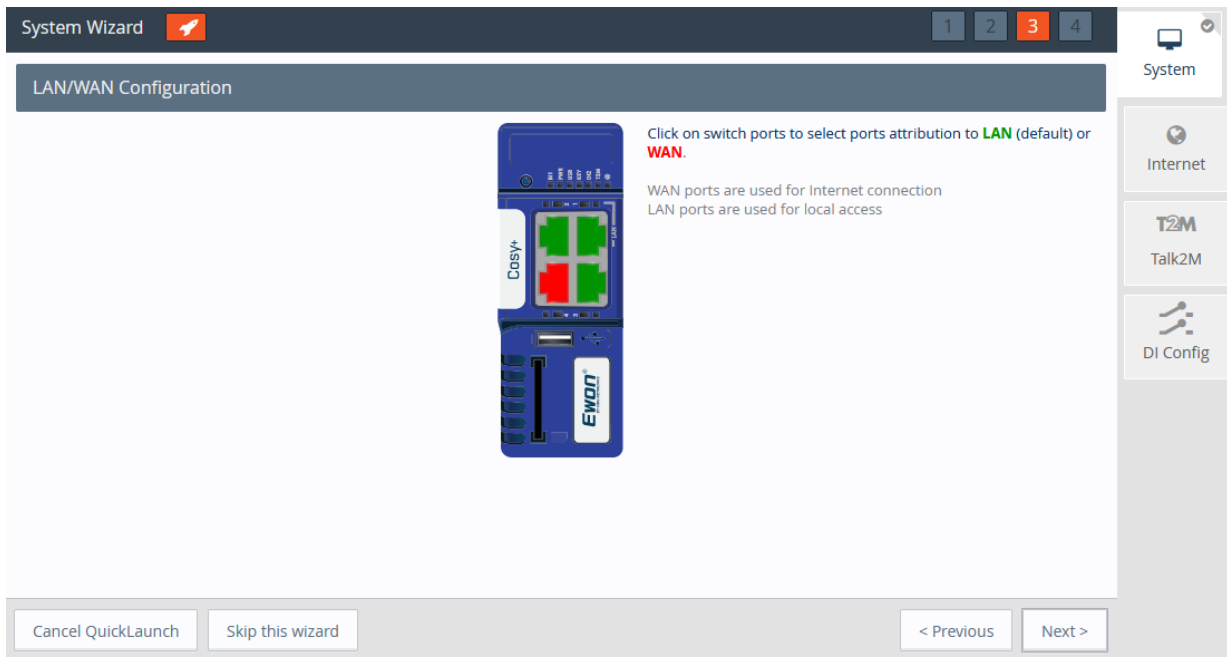 System Wizard
1 2 3 4
System
LAN/WAN Configuration
Click on switch ports to select ports attribution to LAN (default) or
WAN.
WAN ports are used for Internet connection
LAN ports are used for local access
Internet
T2M
Talk2M
DI Config
LAN
Cosy+
Ewon®
Cancel QuickLaunch
Skip this wizard
< Previous
Next >